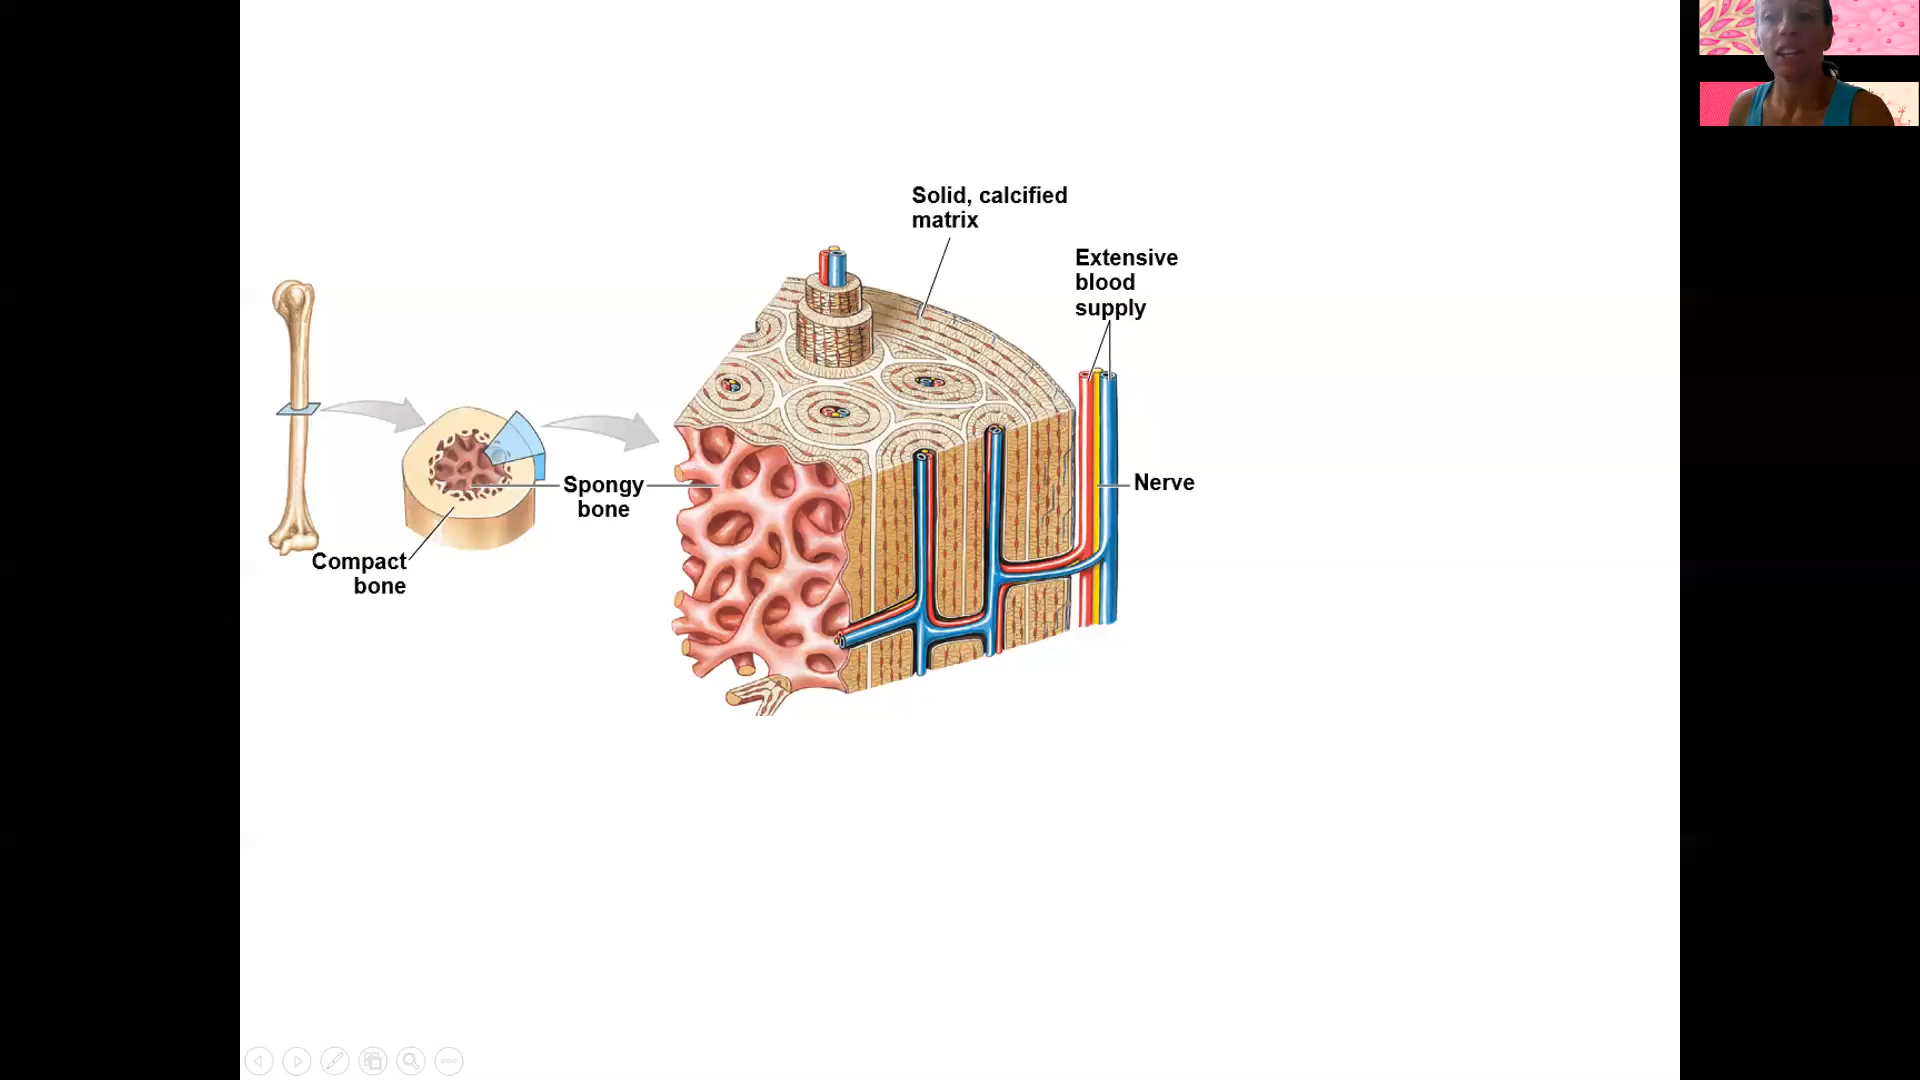 Solid, calcified
matrix
Extensive
blood
supply
Spongy
bone
Nerve
Compact
bone